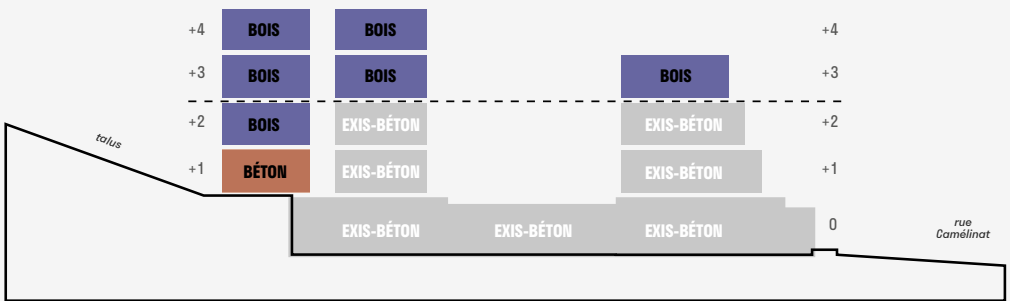 +4 BOIS BOIS +4
+3 BOIS BOIS BOIS +3
+2 BOIS EXIS-BÉTON EXIS-BÉTON +2
talus
+1 BÉTON EXIS-BÉTON EXIS-BÉTON +1
EXIS-BÉTON EXIS-BÉTON EXIS-BÉTON 0
rue
Camélinat